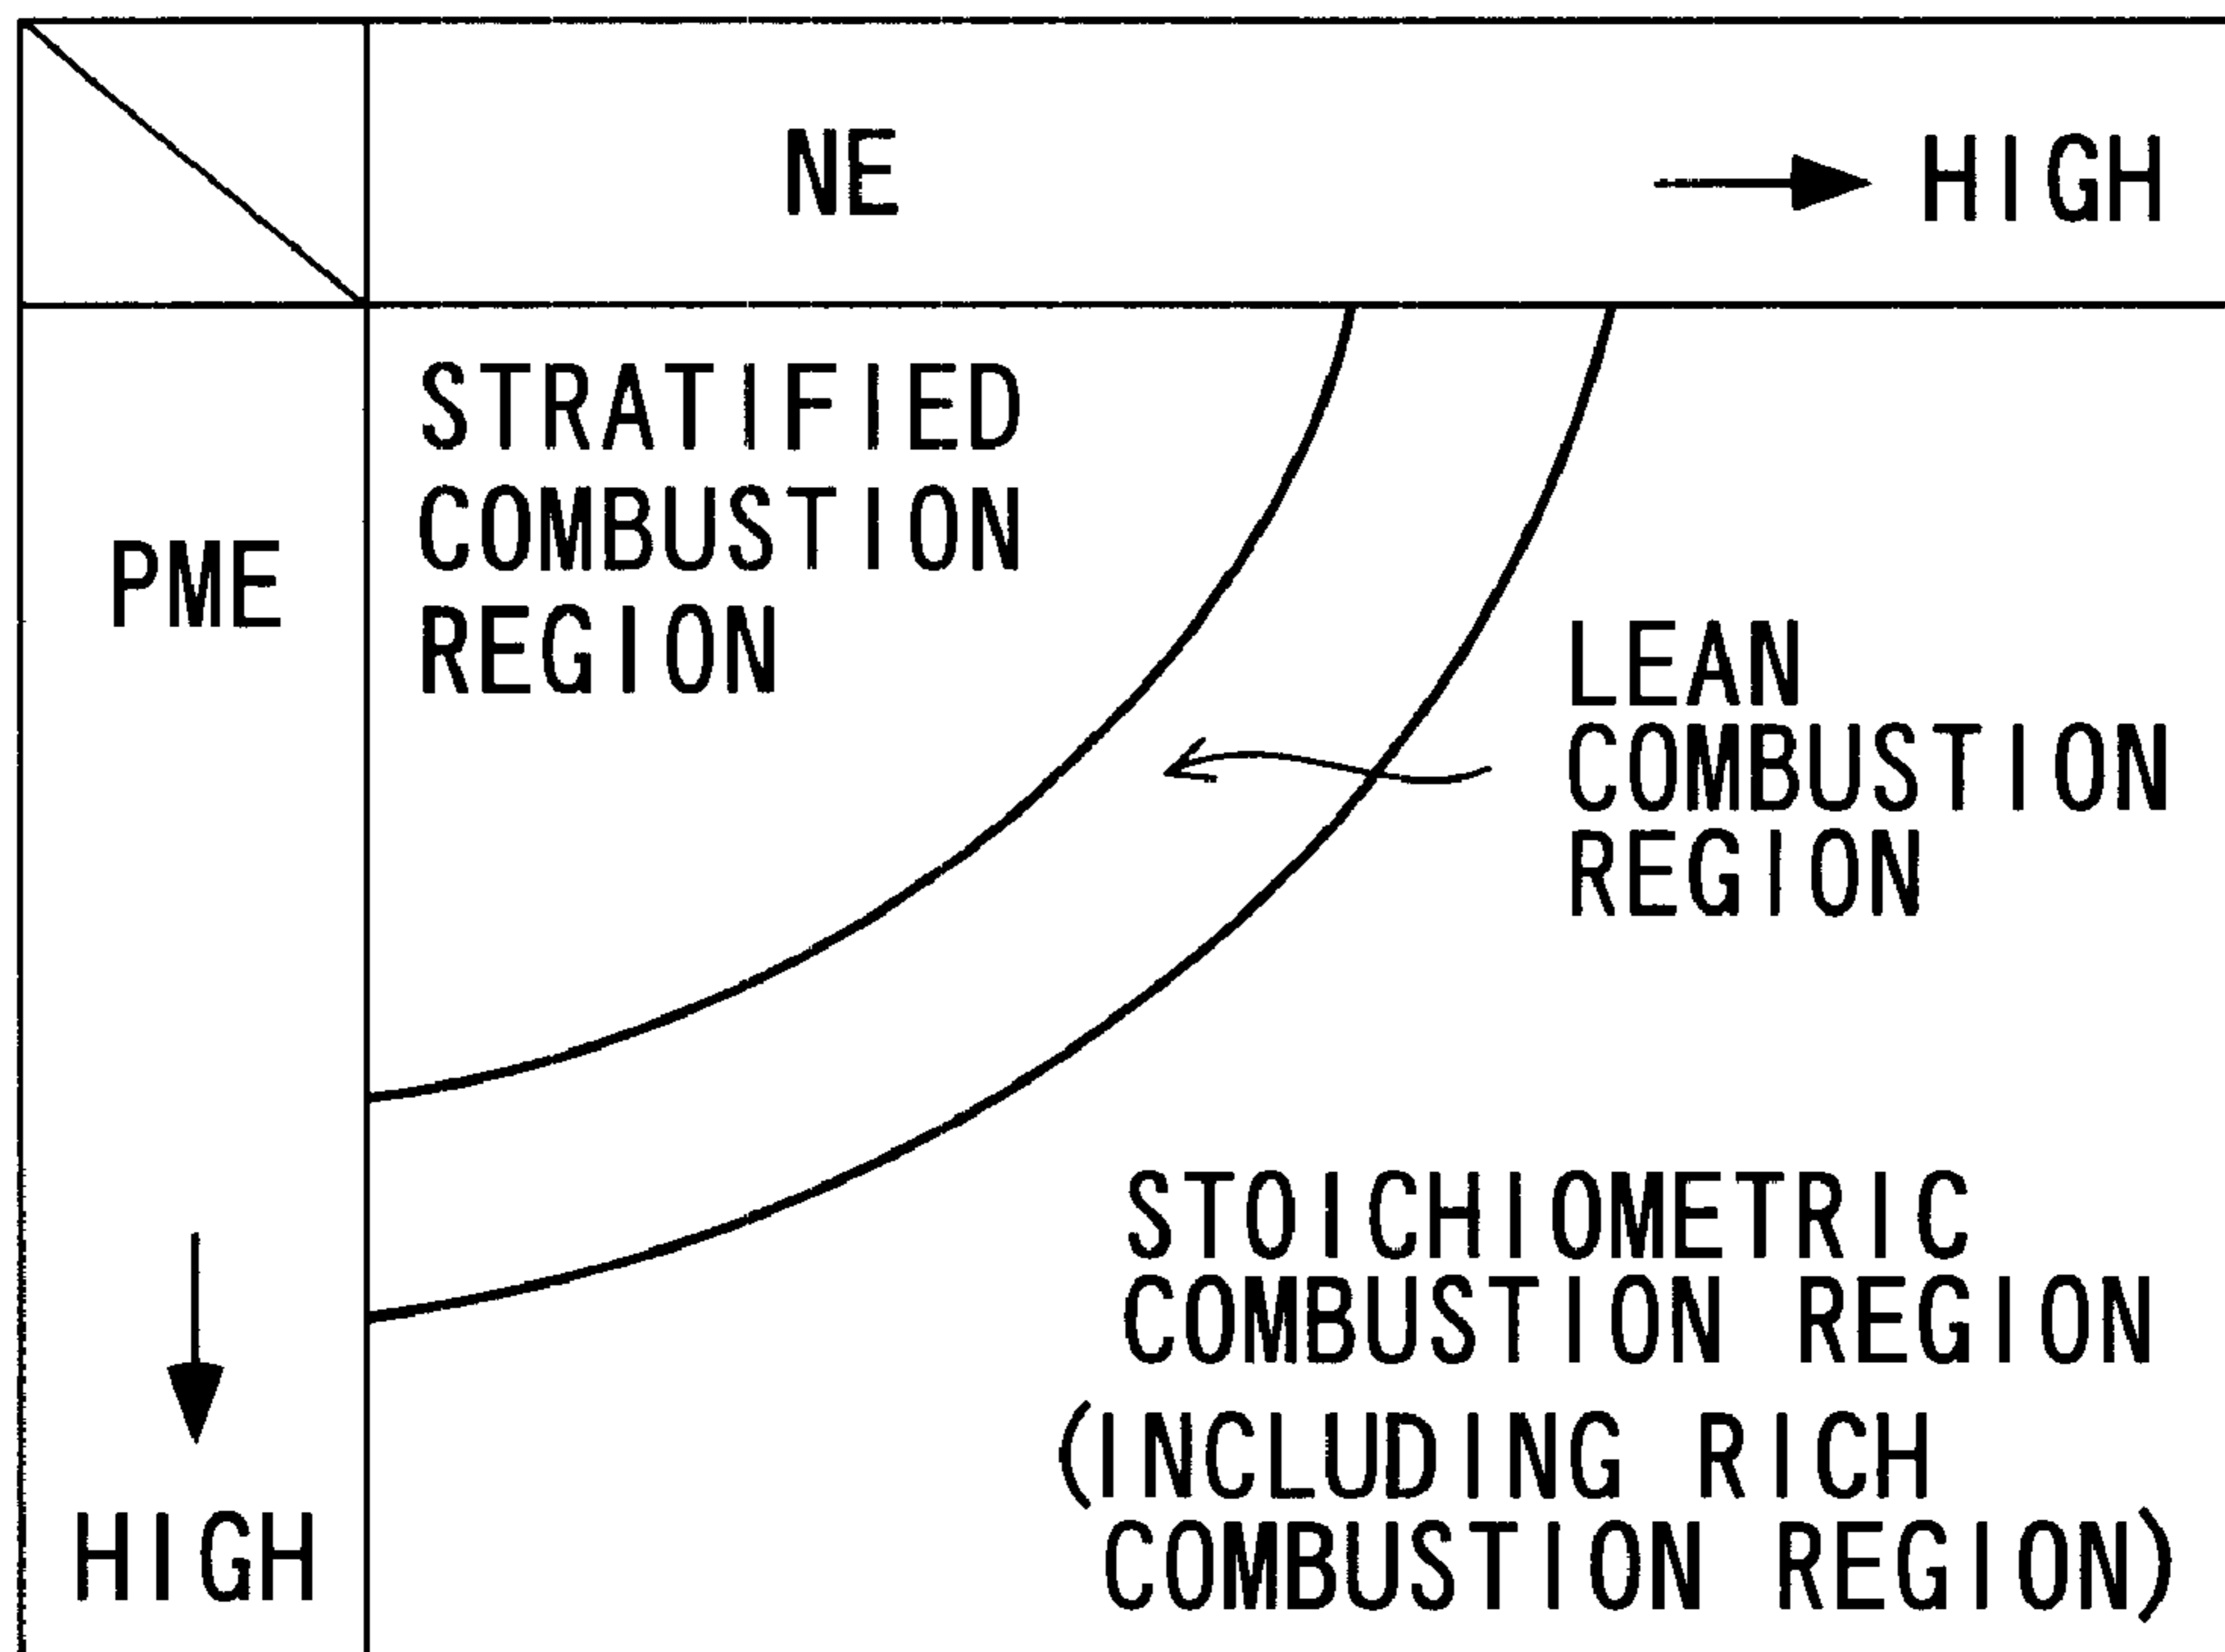 NE → HIGH
STRATIFIED
COMBUSTION
REGION
PME
HIGH
LEAN
COMBUSTION
REGION
STOICHIOMETRIC
COMBUSTION REGION
(INCLUDING RICH
COMBUSTION REGION)